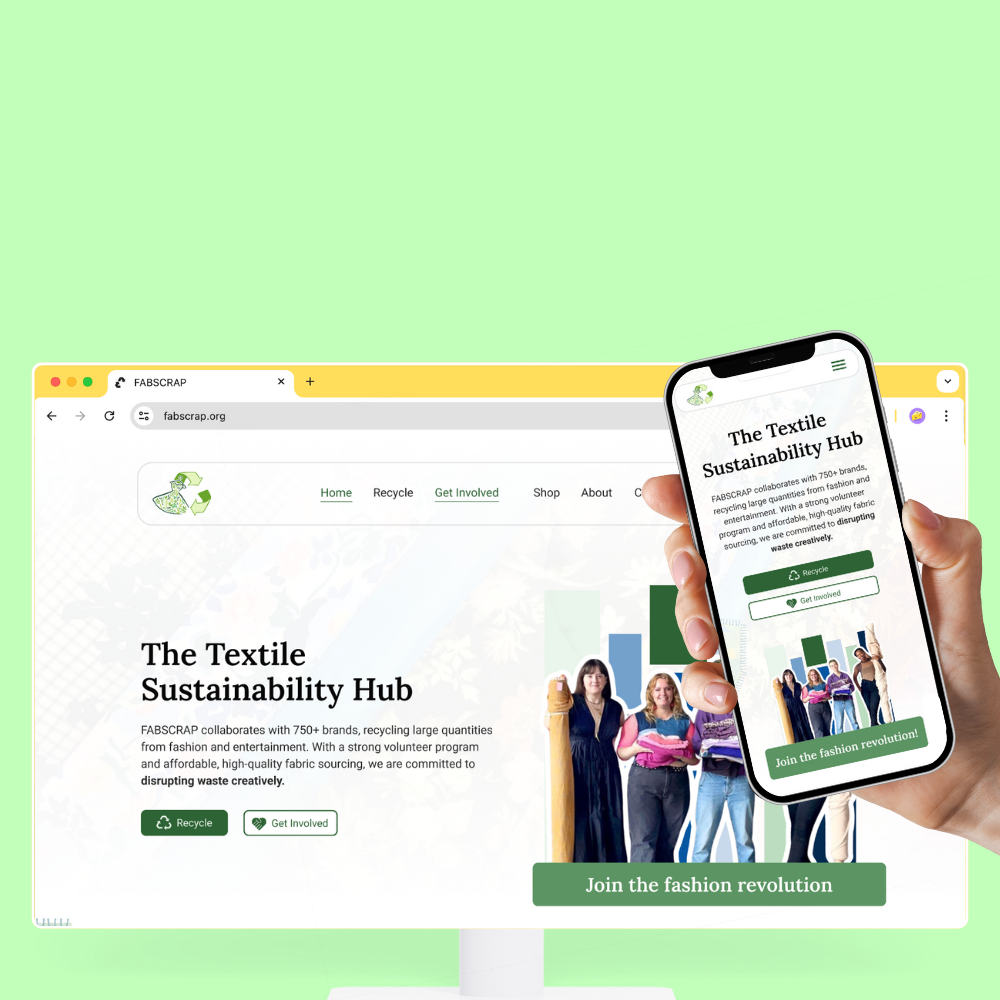 FABSCRAP
fabscrap.org
Home Recycle Get Involved Shop About C
The Textile
Sustainability Hub
FABSCRAP collaborates with 750+ brands, recycling large quantities
from fashion and entertainment. With a strong volunteer program
and affordable, high-quality fabric sourcing, we are committed to
disrupting waste creatively.
Recycle Get Involved
Join the fashion revolution
The Textile
Sustainability Hub
FABSCRAP collaborates with 750+ brands,
recycling large quantities from fashion and
entertainment. With a strong volunteer
program and affordable, high-quality fabric
sourcing, we are committed to disrupting
waste creatively.
Recycle
Get Involved
Join the fashion revolution!